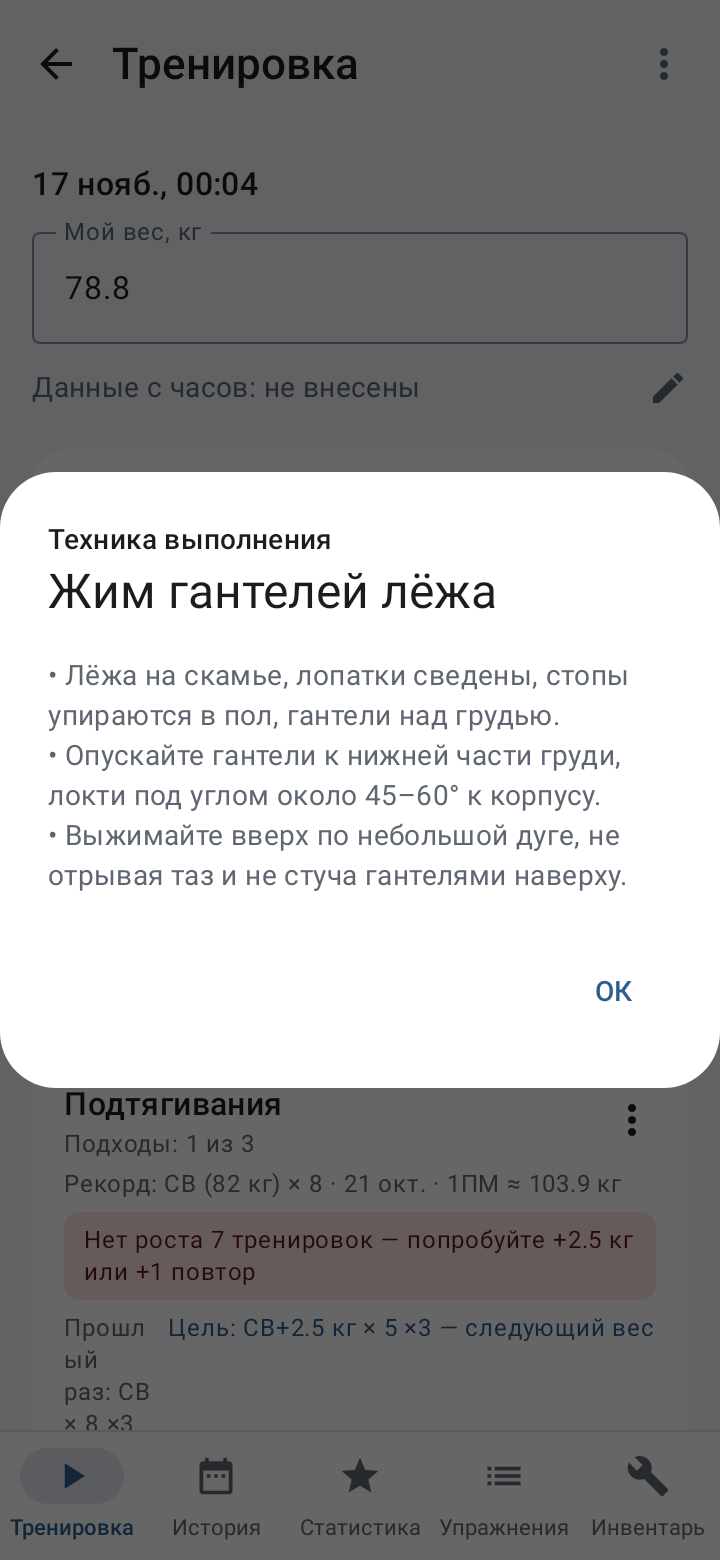 Тренировка
17 нояб., 00:04
Мой вес, кг
78.8
Данные с часов: не внесены
Техника выполнения
Жим гантелей лёжа
• Лёжа на скамье, лопатки сведены, стопы
упираются в пол, гантели над грудью.
• Опускайте гантели к нижней части груди,
локти под углом около 45–60° к корпусу.
• Выжимайте вверх по небольшой дуге, не
отрывая таз и не стуча гантелями наверху.
ОК
Подтягивания
Подходы: 1 из 3
Рекорд: СВ (82 кг) × 8 · 21 окт. · 1ПМ ≈ 103.9 кг
Нет роста 7 тренировок — попробуйте +2.5 кг
или +1 повтор
Прошл
ый
раз: СВ
× 8 ×3
Цель: СВ+2.5 кг × 5 ×3 — следующий вес
Тренировка
История
Статистика
Упражнения
Инвентарь